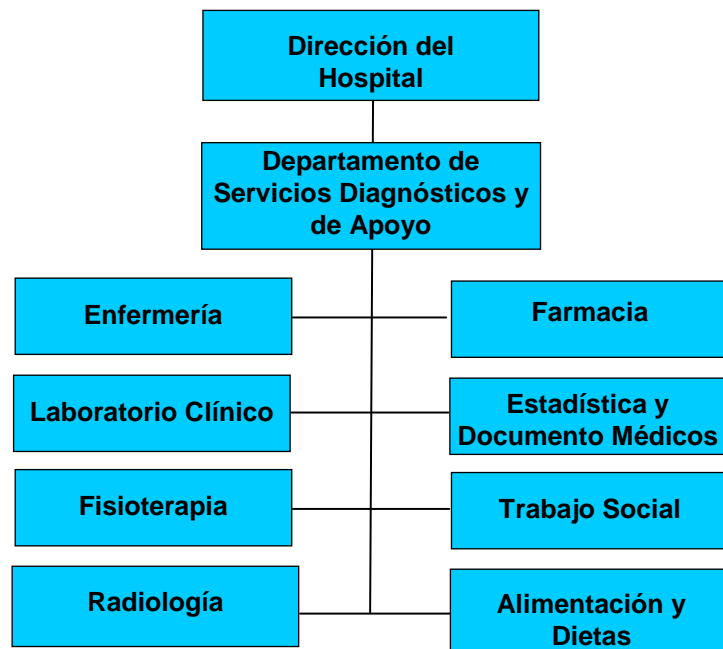 Dirección del
Hospital
Departamento de
Servicios Diagnósticos y
de Apoyo
Enfermería
Farmacia
Laboratorio Clínico
Estadística y
Documento Médicos
Fisioterapia
Trabajo Social
Radiología
Alimentación y
Dietas